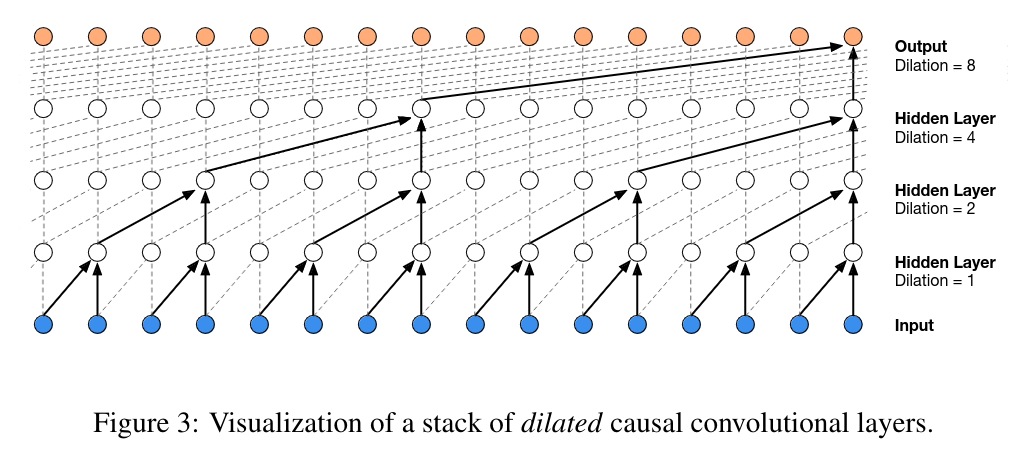 Output
Dilation = 8
Hidden Layer
Dilation = 4
Hidden Layer
Dilation = 2
Hidden Layer
Dilation = 1
Input
Figure 3: Visualization of a stack of dilated causal convolutional layers.